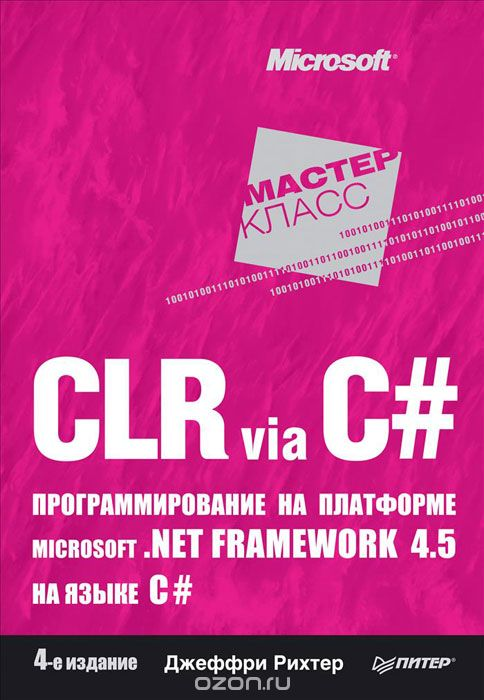 Microsoft®
МАСТЕР
КЛАСС
CLR via C#
ПРОГРАММИРОВАНИЕ НА ПЛАТФОРМЕ
MICROSOFT .NET FRAMEWORK 4.5
НА ЯЗЫКЕ C#
4-е издание Джеффри Рихтер ПИТЕР®
ozon.ru